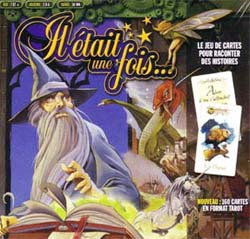 Il était
une fois...
LE JEU DE CARTES
POUR RACONTER
DES HISTOIRES
NOUVEAU : 160 CARTES
EN FORMAT TAROT